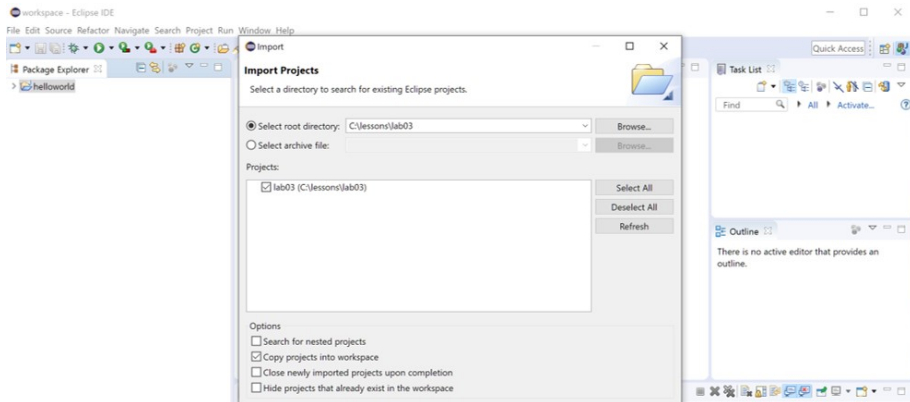 workspace - Eclipse IDE
File Edit Source Refactor Navigate Search Project Run Window Help
Quick Access
Package Explorer
helloworld
Import
Import Projects
Select a directory to search for existing Eclipse projects.
Select root directory:
C:\lessons\lab03
Browse...
Select archive file:
Browse...
Projects:
lab03 (C:\lessons\lab03)
Select All
Deselect All
Refresh
Options
Search for nested projects
Copy projects into workspace
Close newly imported projects upon completion
Hide projects that already exist in the workspace
Task List
Find
All
Activate...
Outline
There is no active editor that provides an
outline.